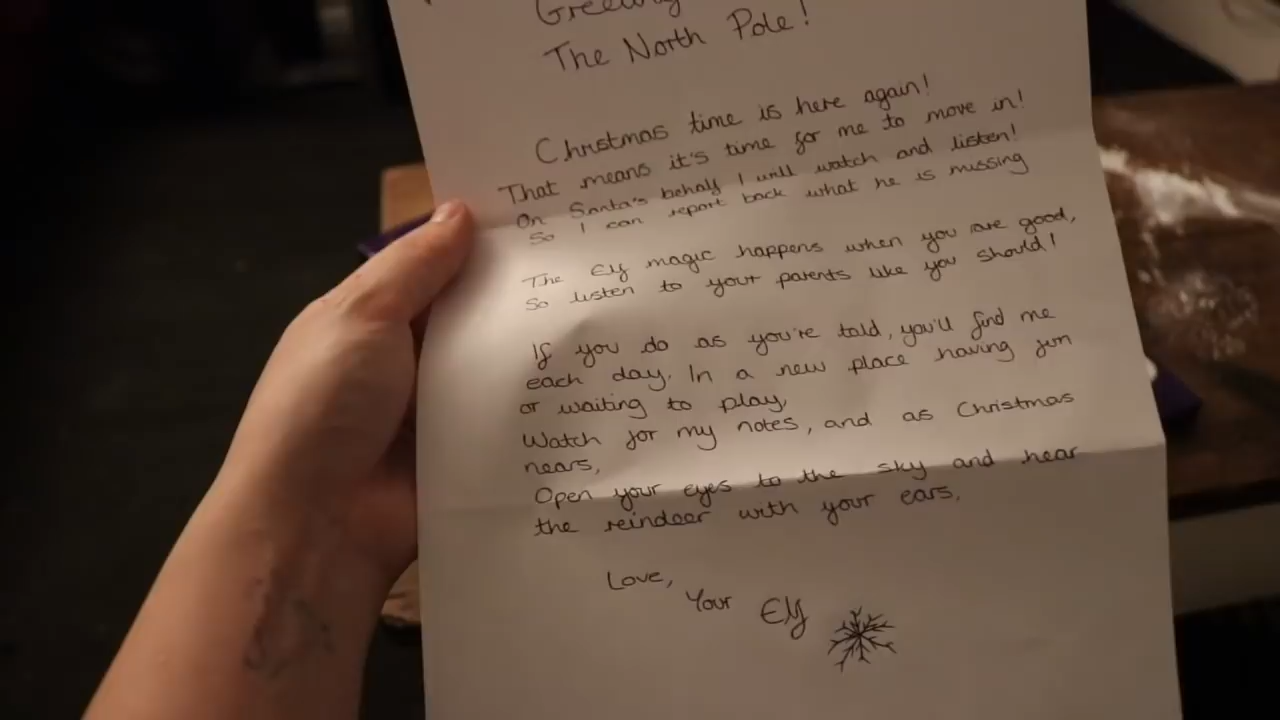 Greeting
The North Pole!
Christmas time is here again!
That means it's time for me to move in!
On Santa's behalf I will watch and listen!
So I can report back what he is missing
The Elf magic happens when you are good,
So listen to your parents like you should!
If you do as you're told, you'll find me
each day. In a new place having fun
or waiting to play,
Watch for my notes, and as Christmas
nears,
Open your eyes to the sky and hear
the reindeer with your ears,
Love,
Your Elf